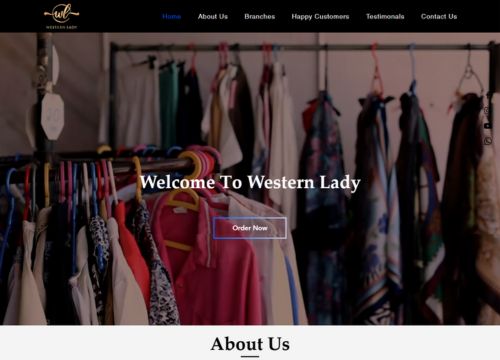 wl
WESTERN LADY
Home About Us Branches Happy Customers Testimonals Contact Us
Welcome To Western Lady
Order Now
About Us